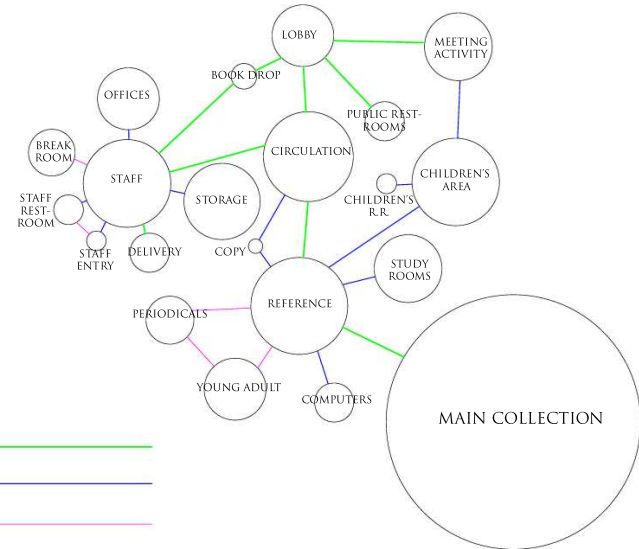 LOBBY
MEETING
ACTIVITY
BOOK DROP
OFFICES
PUBLIC REST-
ROOMS
BREAK
ROOM
CIRCULATION
STAFF
CHILDREN'S
AREA
STORAGE
CHILDREN'S
R.R.
STAFF
REST-
ROOM
STAFF
ENTRY
DELIVERY
COPY
STUDY
ROOMS
REFERENCE
PERIODICALS
YOUNG ADULT
COMPUTERS
MAIN COLLECTION